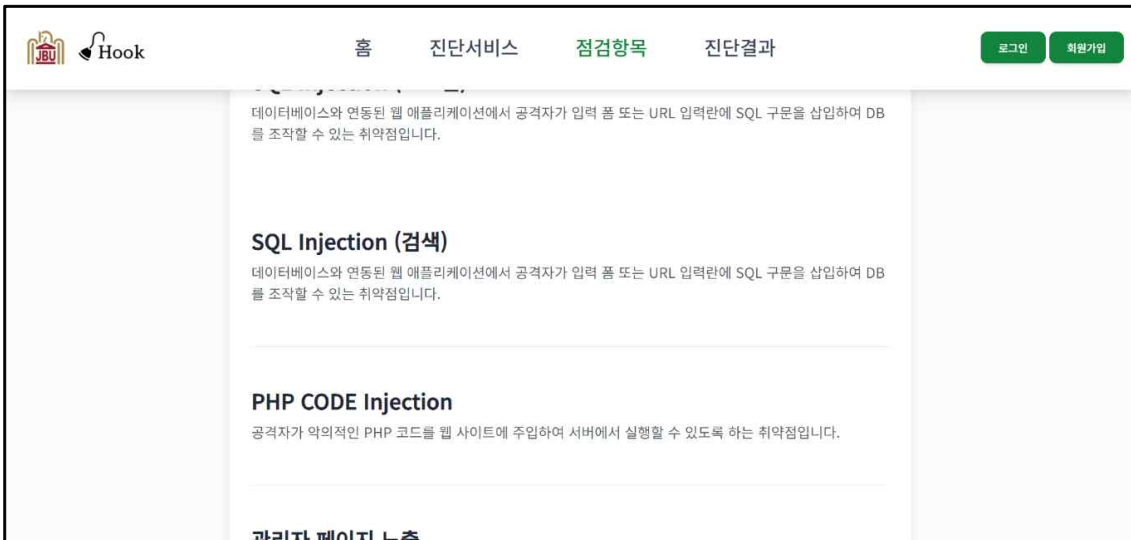 JBU Hook 홈 진단서비스 점검항목 진단결과 로그인 회원가입
데이터베이스와 연동된 웹 애플리케이션에서 공격자가 입력 폼 또는 URL 입력란에 SQL 구문을 삽입하여 DB
를 조작할 수 있는 취약점입니다.
SQL Injection (검색)
데이터베이스와 연동된 웹 애플리케이션에서 공격자가 입력 폼 또는 URL 입력란에 SQL 구문을 삽입하여 DB
를 조작할 수 있는 취약점입니다.
PHP CODE Injection
공격자가 악의적인 PHP 코드를 웹 사이트에 주입하여 서버에서 실행할 수 있도록 하는 취약점입니다.
관리자 페이지 노출